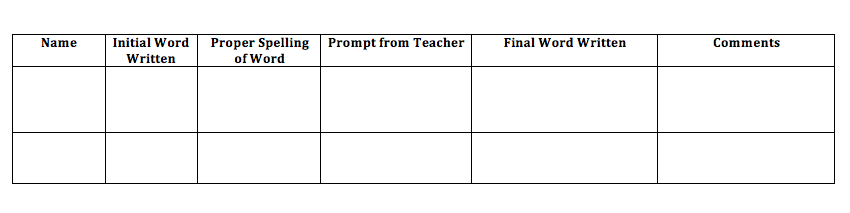 Name Initial Word Proper Spelling Prompt from Teacher Final Word Written Comments
Written of Word